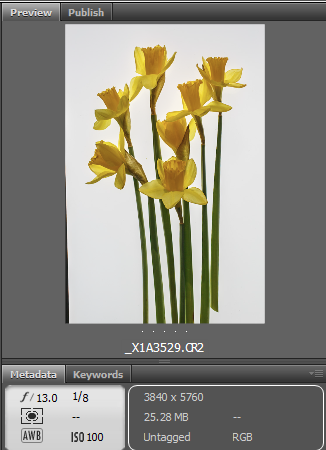 Preview Publish
_X1A3529.CR2
Metadata Keywords
f/13.0 1/8
--
AWB ISO 100
3840 x 5760
25.28 MB --
Untagged RGB